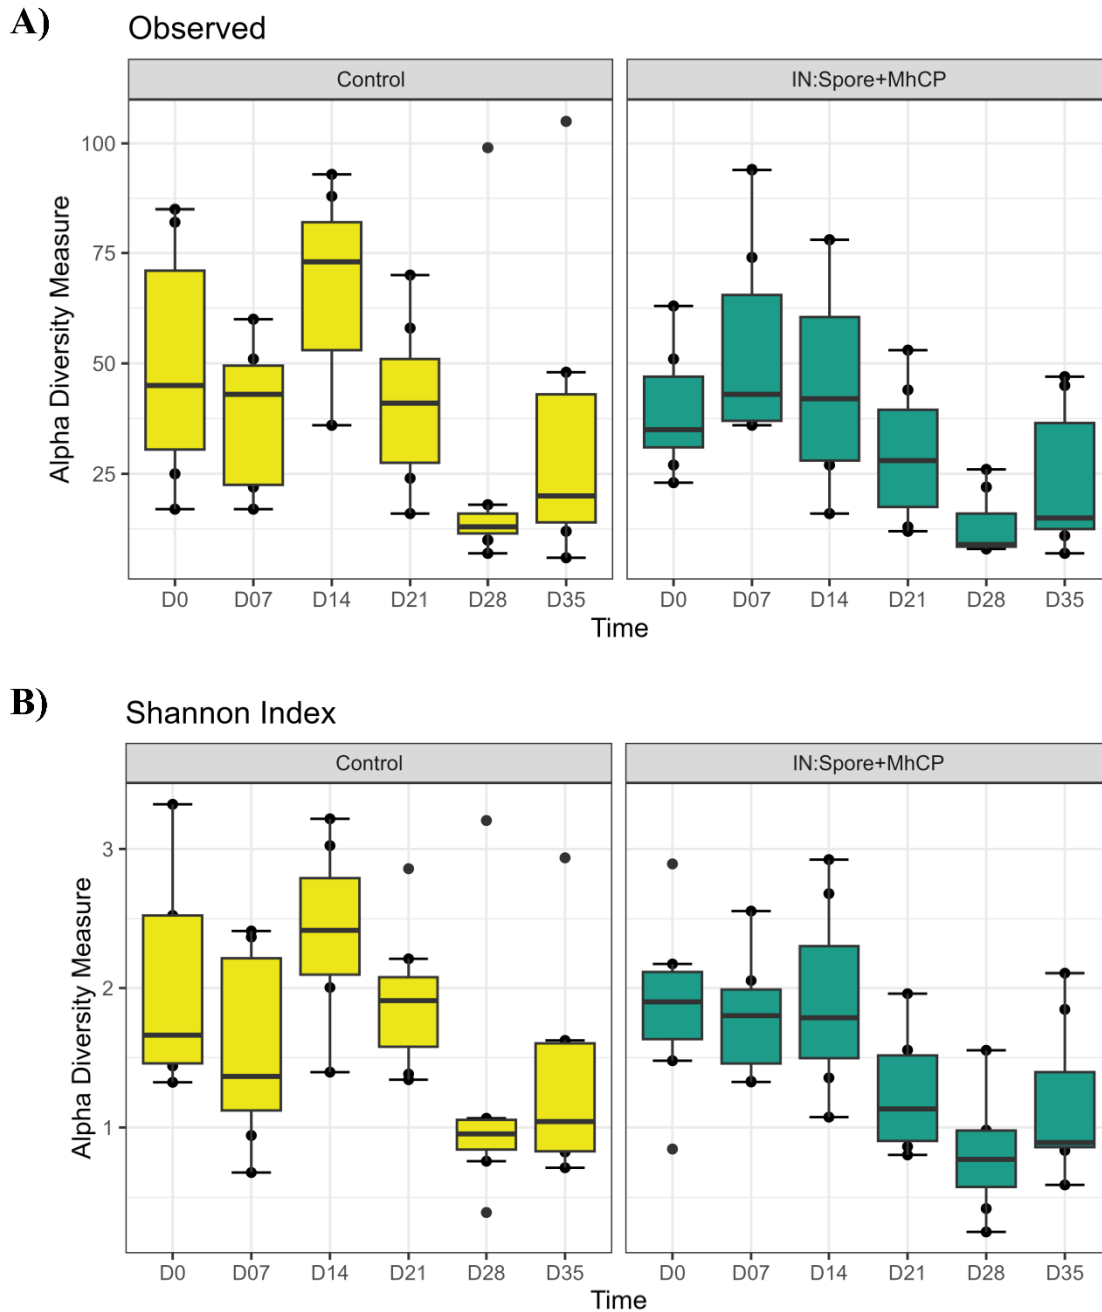 A)
Observed
Control
IN:Spore+MhCP
Alpha Diversity Measure
100
75
50
25
D0 D07 D14 D21 D28 D35
D0 D07 D14 D21 D28 D35
Time
B)
Shannon Index
Control
IN:Spore+MhCP
Alpha Diversity Measure
3
2
1
D0 D07 D14 D21 D28 D35
D0 D07 D14 D21 D28 D35
Time